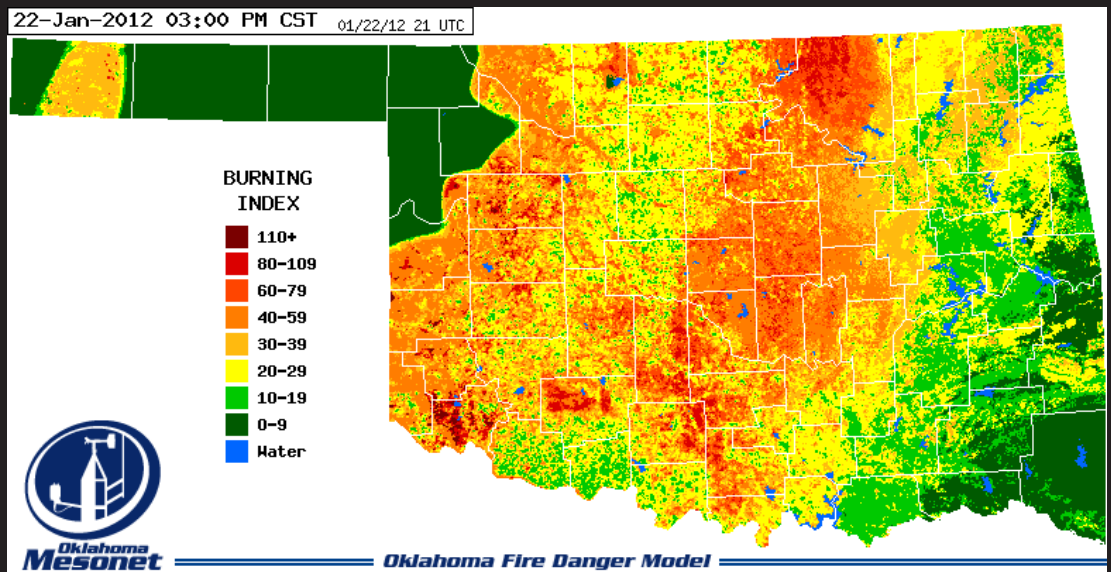 22-Jan-2012 03:00 PM CST 01/22/12 21 UTC
BURNING
INDEX
110+
80-109
60-79
40-59
30-39
20-29
10-19
0-9
Water
Oklahoma
Mesonet
Oklahoma Fire Danger Model